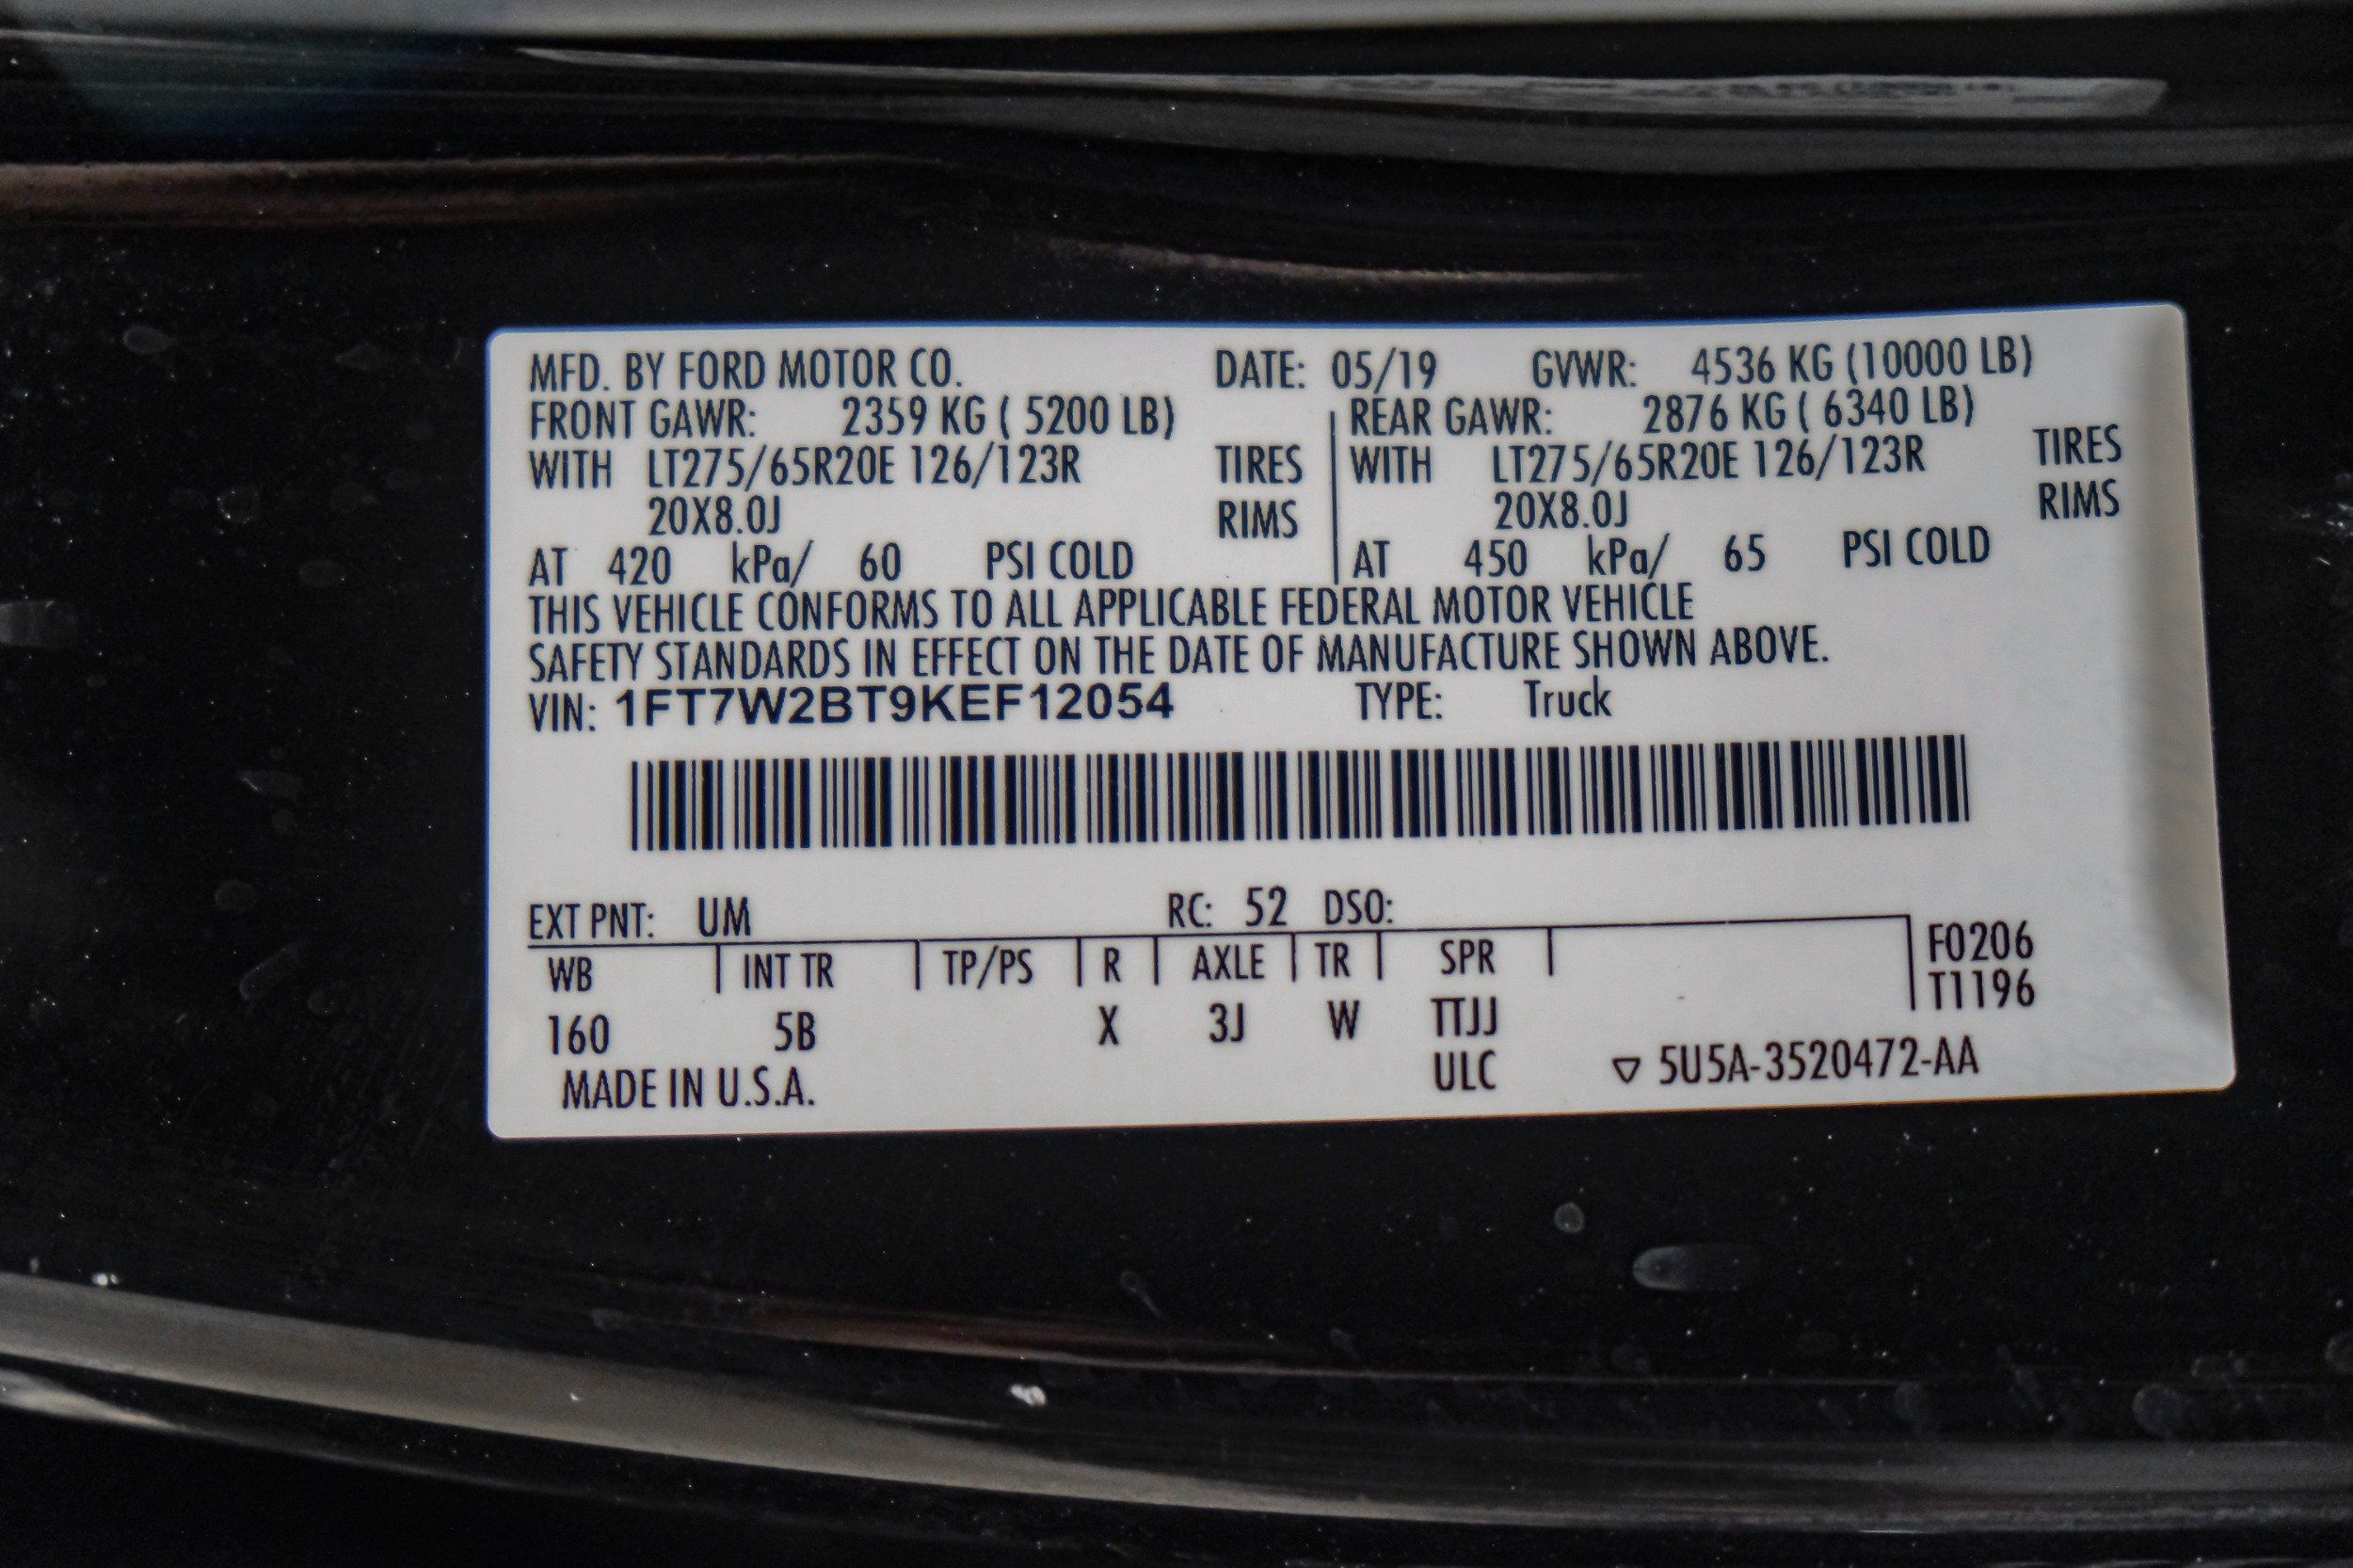 MFD. BY FORD MOTOR CO. DATE: 05/19 GVWR: 4536 KG (10000 LB)
FRONT GAWR: 2359 KG ( 5200 LB) REAR GAWR: 2876 KG ( 6340 LB)
WITH LT275/65R20E 126/123R TIRES WITH LT275/65R20E 126/123R TIRES
20X8.0J RIMS 20X8.0J RIMS
AT 420 kPa/ 60 PSI COLD AT 450 kPa/ 65 PSI COLD
THIS VEHICLE CONFORMS TO ALL APPLICABLE FEDERAL MOTOR VEHICLE
SAFETY STANDARDS IN EFFECT ON THE DATE OF MANUFACTURE SHOWN ABOVE.
VIN: 1FT7W2BT9KEF12054 TYPE: Truck
EXT PNT: UM RC: 52 DSO:
WB INT TR TP/PS R AXLE TR SPR F0206
T1196
160 5B X 3J W TTJJ
MADE IN U.S.A. ULC ▽ 5U5A-3520472-AA